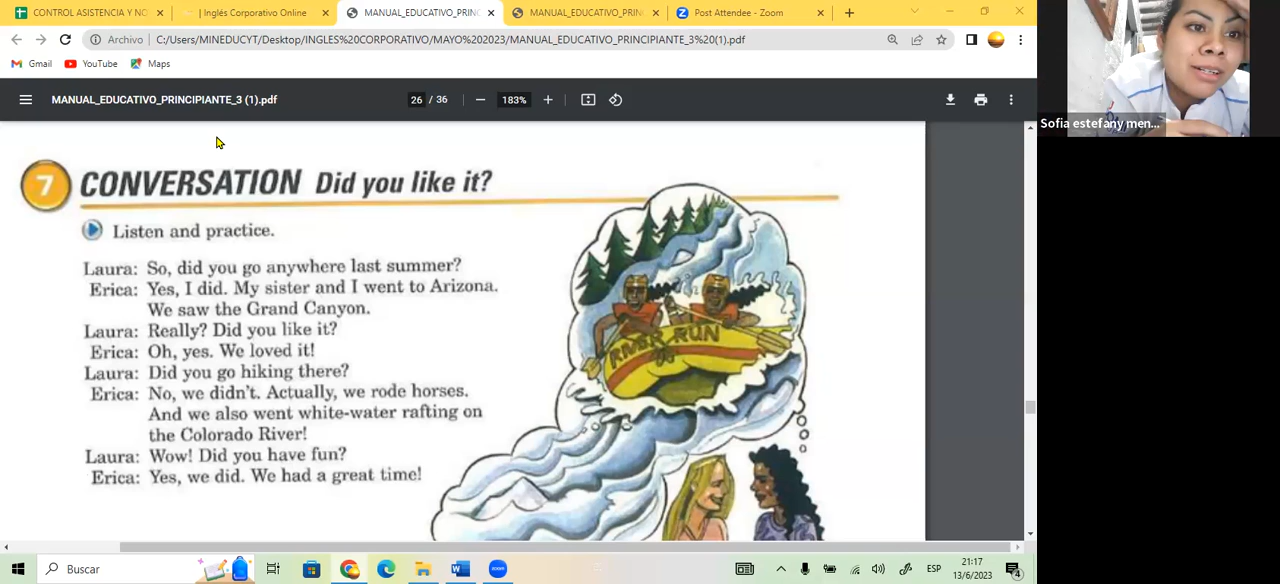 CONTROL ASISTENCIA Y NO
| Inglés Corporativo Online
MANUAL_EDUCATIVO_PRINC
MANUAL_EDUCATIVO_PRINC
Post Attendee - Zoom
Archivo
C:/Users/MINEDUCYT/Desktop/INGLES%20CORPORATIVO/MAYO%202023/MANUAL_EDUCATIVO_PRINCIPIANTE_3%20(1).pdf
Gmail
YouTube
Maps
MANUAL_EDUCATIVO_PRINCIPIANTE_3 (1).pdf
26 / 36
183%
Sofia estefany men...
7 CONVERSATION Did you like it?
Listen and practice.
Laura: So, did you go anywhere last summer?
Erica: Yes, I did. My sister and I went to Arizona.
We saw the Grand Canyon.
Laura: Really? Did you like it?
Erica: Oh, yes. We loved it!
Laura: Did you go hiking there?
Erica: No, we didn't. Actually, we rode horses.
And we also went white-water rafting on
the Colorado River!
Laura: Wow! Did you have fun?
Erica: Yes, we did. We had a great time!
RIVER RUN
Buscar
ESP
21:17
13/6/2023
4